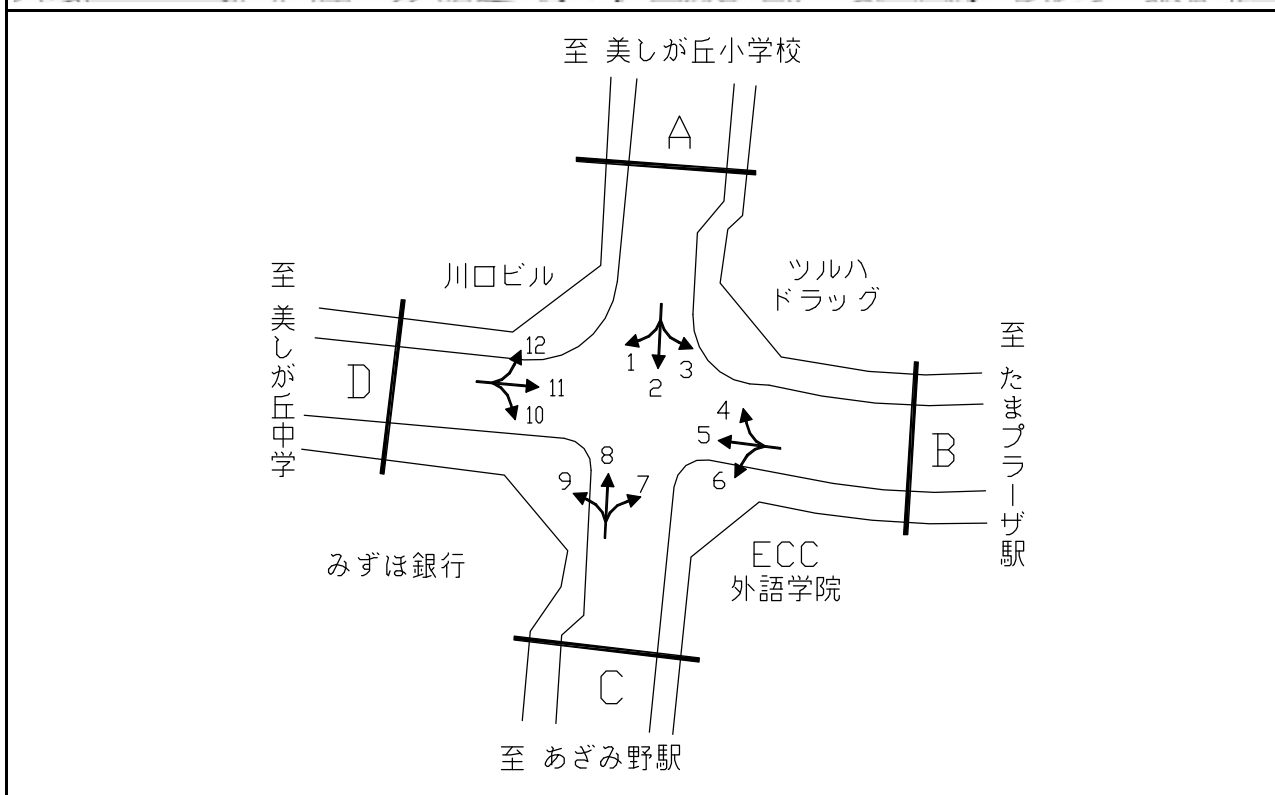 至 美しが丘小学校
A
ツルハ
ドラッグ
川口ビル
至 美しが丘中学
至 たまプラーザ駅
12
11
10
D
1
2
3
4
5
6
B
8
9
7
みずほ銀行
ECC
外語学院
C
至 あざみ野駅